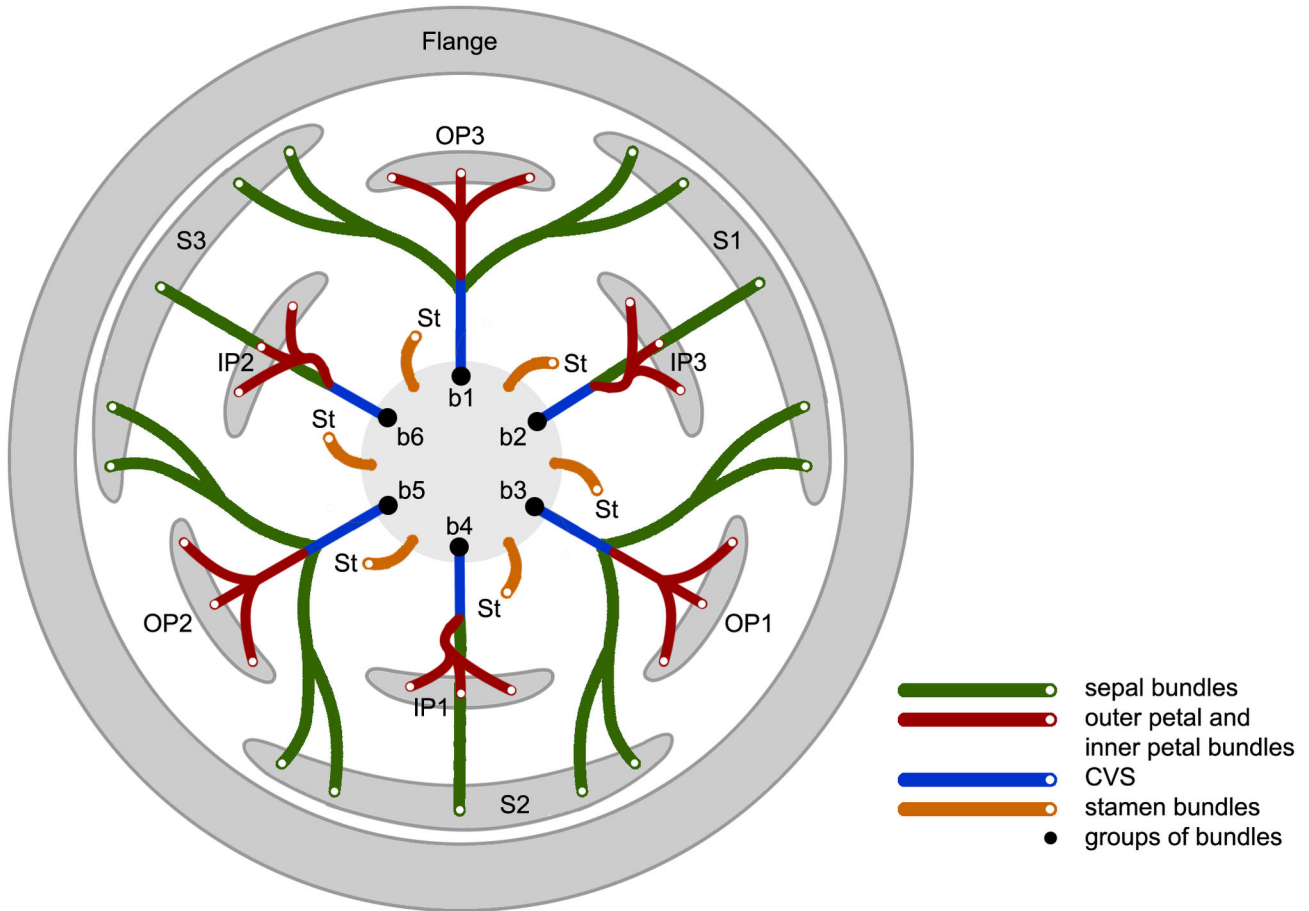 Flange
OP3
S3
S1
St
St
IP2
IP3
b1
St
b6
b2
b5
b3
St
b4
St
St
OP2
OP1
IP1
S2
sepal bundles
outer petal and
inner petal bundles
CVS
stamen bundles
groups of bundles